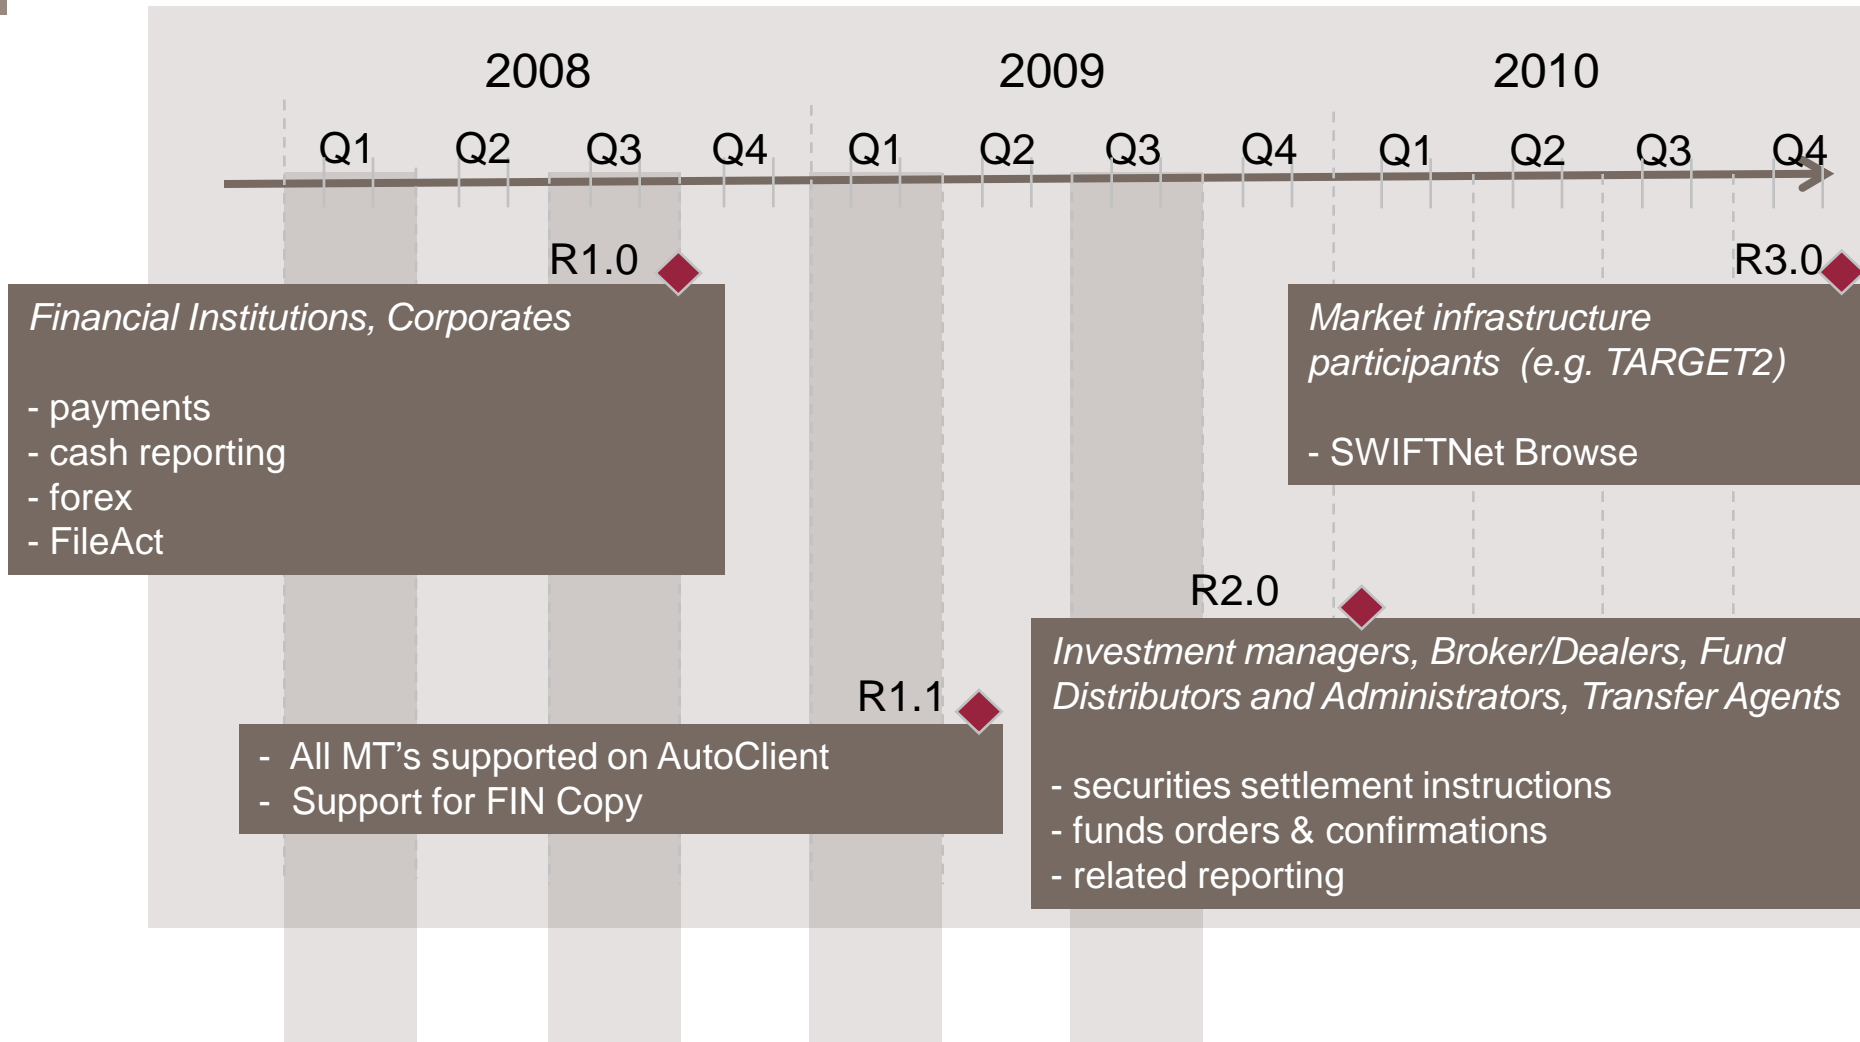 2008
2009
2010
Q1 Q2 Q3 Q4 Q1 Q2 Q3 Q4 Q1 Q2 Q3 Q4
R1.0
Financial Institutions, Corporates
- payments
- cash reporting
- forex
- FileAct
R3.0
Market infrastructure
participants (e.g. TARGET2)
- SWIFTNet Browse
R1.1
- All MT’s supported on AutoClient
- Support for FIN Copy
R2.0
Investment managers, Broker/Dealers, Fund
Distributors and Administrators, Transfer Agents
- securities settlement instructions
- funds orders & confirmations
- related reporting